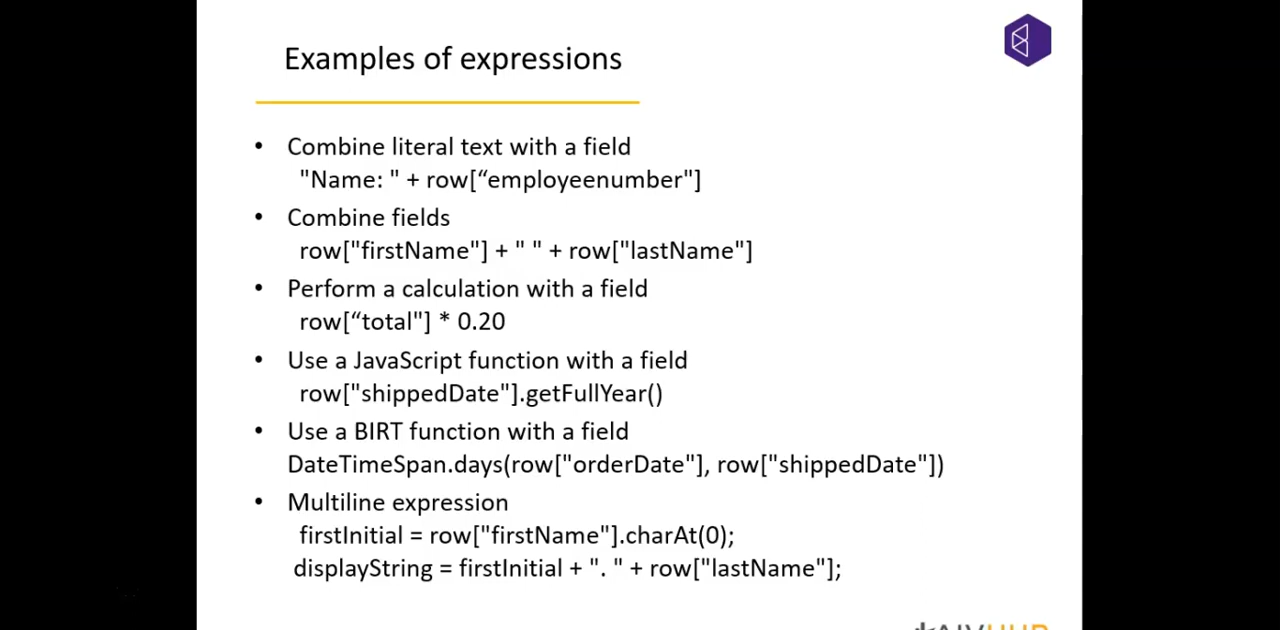 Examples of expressions
• Combine literal text with a field
"Name: " + row[“employeenumber"]
• Combine fields
row["firstName"] + " " + row["lastName"]
• Perform a calculation with a field
row[“total"] * 0.20
• Use a JavaScript function with a field
row["shippedDate"].getFullYear()
• Use a BIRT function with a field
DateTimeSpan.days(row["orderDate"], row["shippedDate"])
• Multiline expression
firstInitial = row["firstName"].charAt(0);
displayString = firstInitial + ". " + row["lastName"];